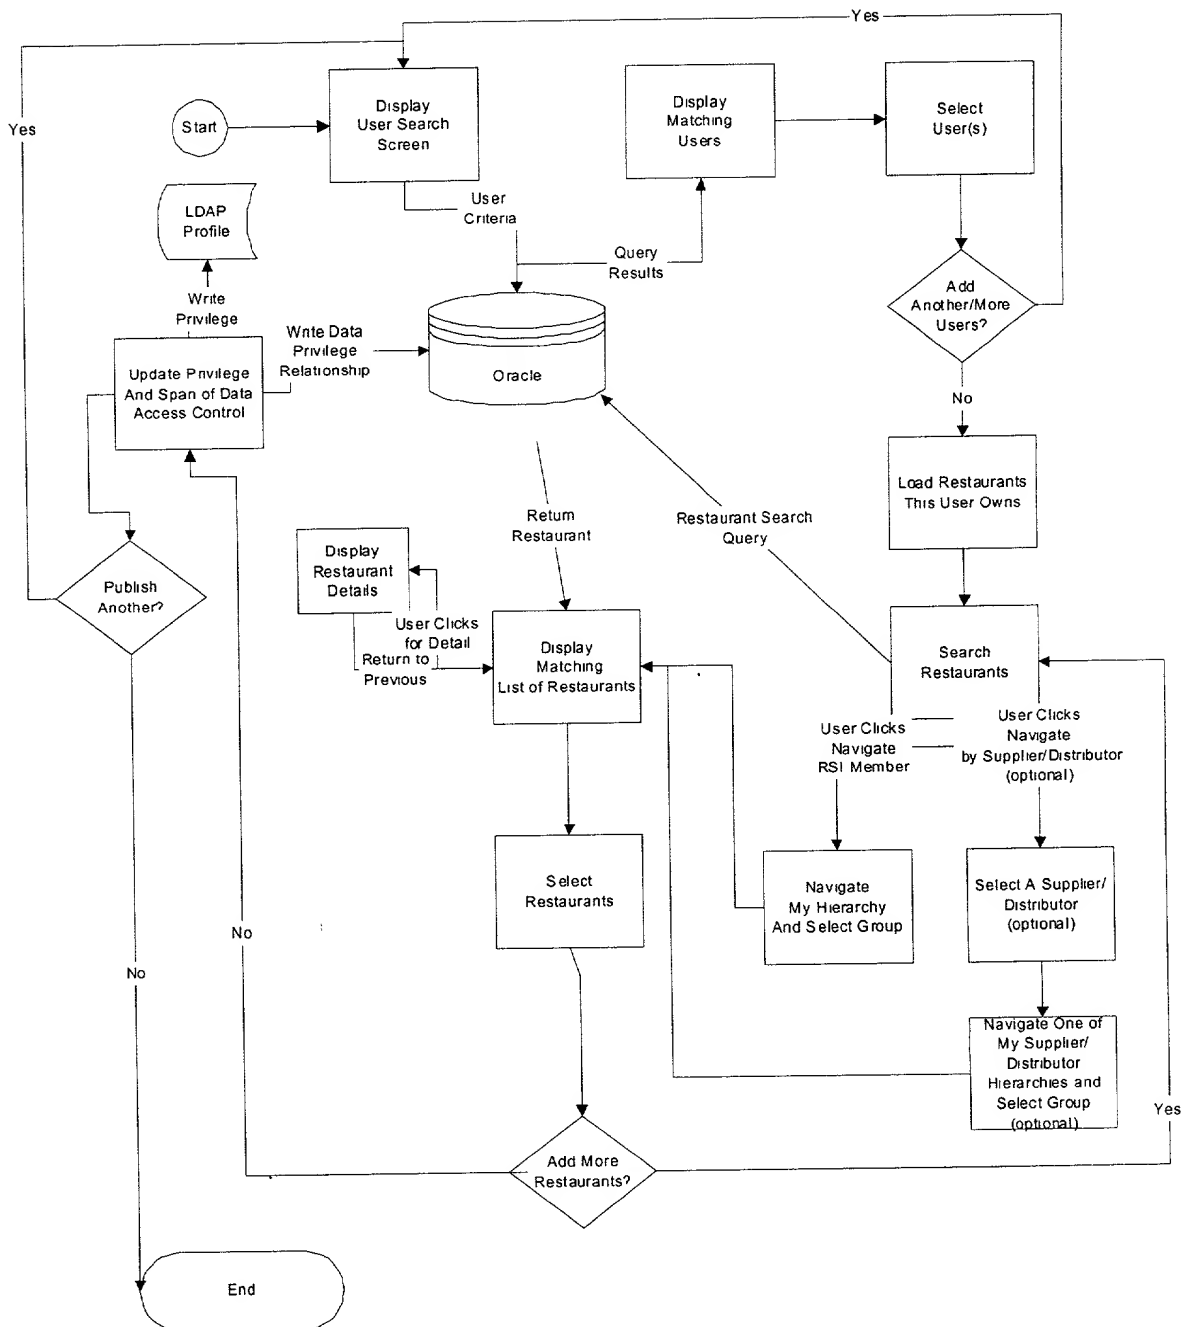 Yes
Yes
Start
Display
User Search
Screen
Display
Matching
Users
Select
User(s)
LDAP
Profile
User
Criteria
Query
Results
Add
Another/More
Users?
Write
Privilege
Write Data
Privilege
Relationship
Update Privilege
And Span of Data
Access Control
Oracle
No
Load Restaurants
This User Owns
Return
Restaurant
Restaurant Search
Query
Display
Restaurant
Details
Publish
Another?
User Clicks
for Detail
Return to
Previous
Display
Matching
List of Restaurants
Search
Restaurants
User Clicks
Navigate
RSI Member
User Clicks
Navigate
by Supplier/Distributor
(optional)
Select
Restaurants
Navigate
My Hierarchy
And Select Group
Select A Supplier/
Distributor
(optional)
No
No
Navigate One of
My Supplier/
Distributor
Hierarchies and
Select Group
(optional)
Yes
Add More
Restaurants?
End